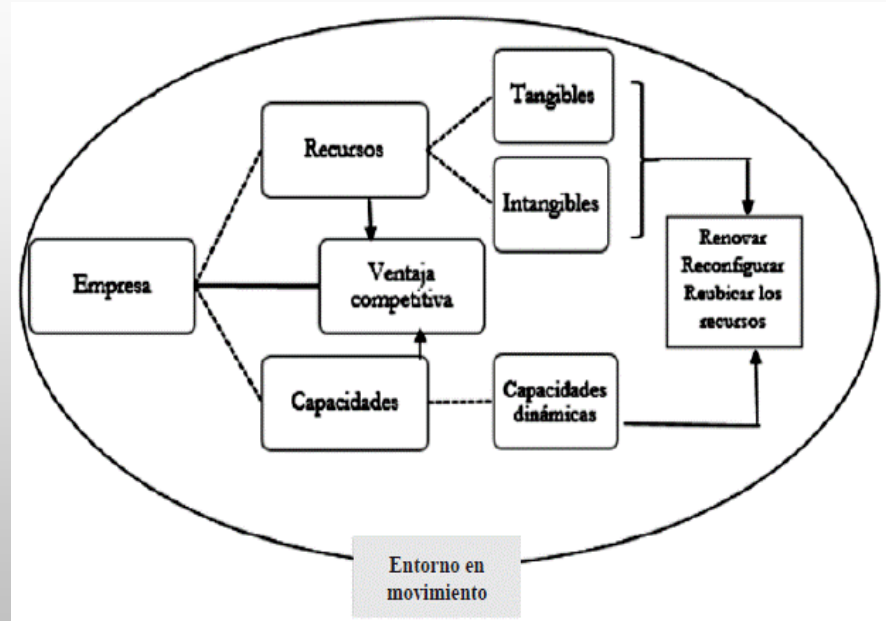 Tangibles
Recursos
Intangibles
Renovar
Reconfigurar
Reubicar los
recursos
Empresa
Ventaja
competitiva
Capacidades
Capacidades
dinámicas
Entorno en
movimiento